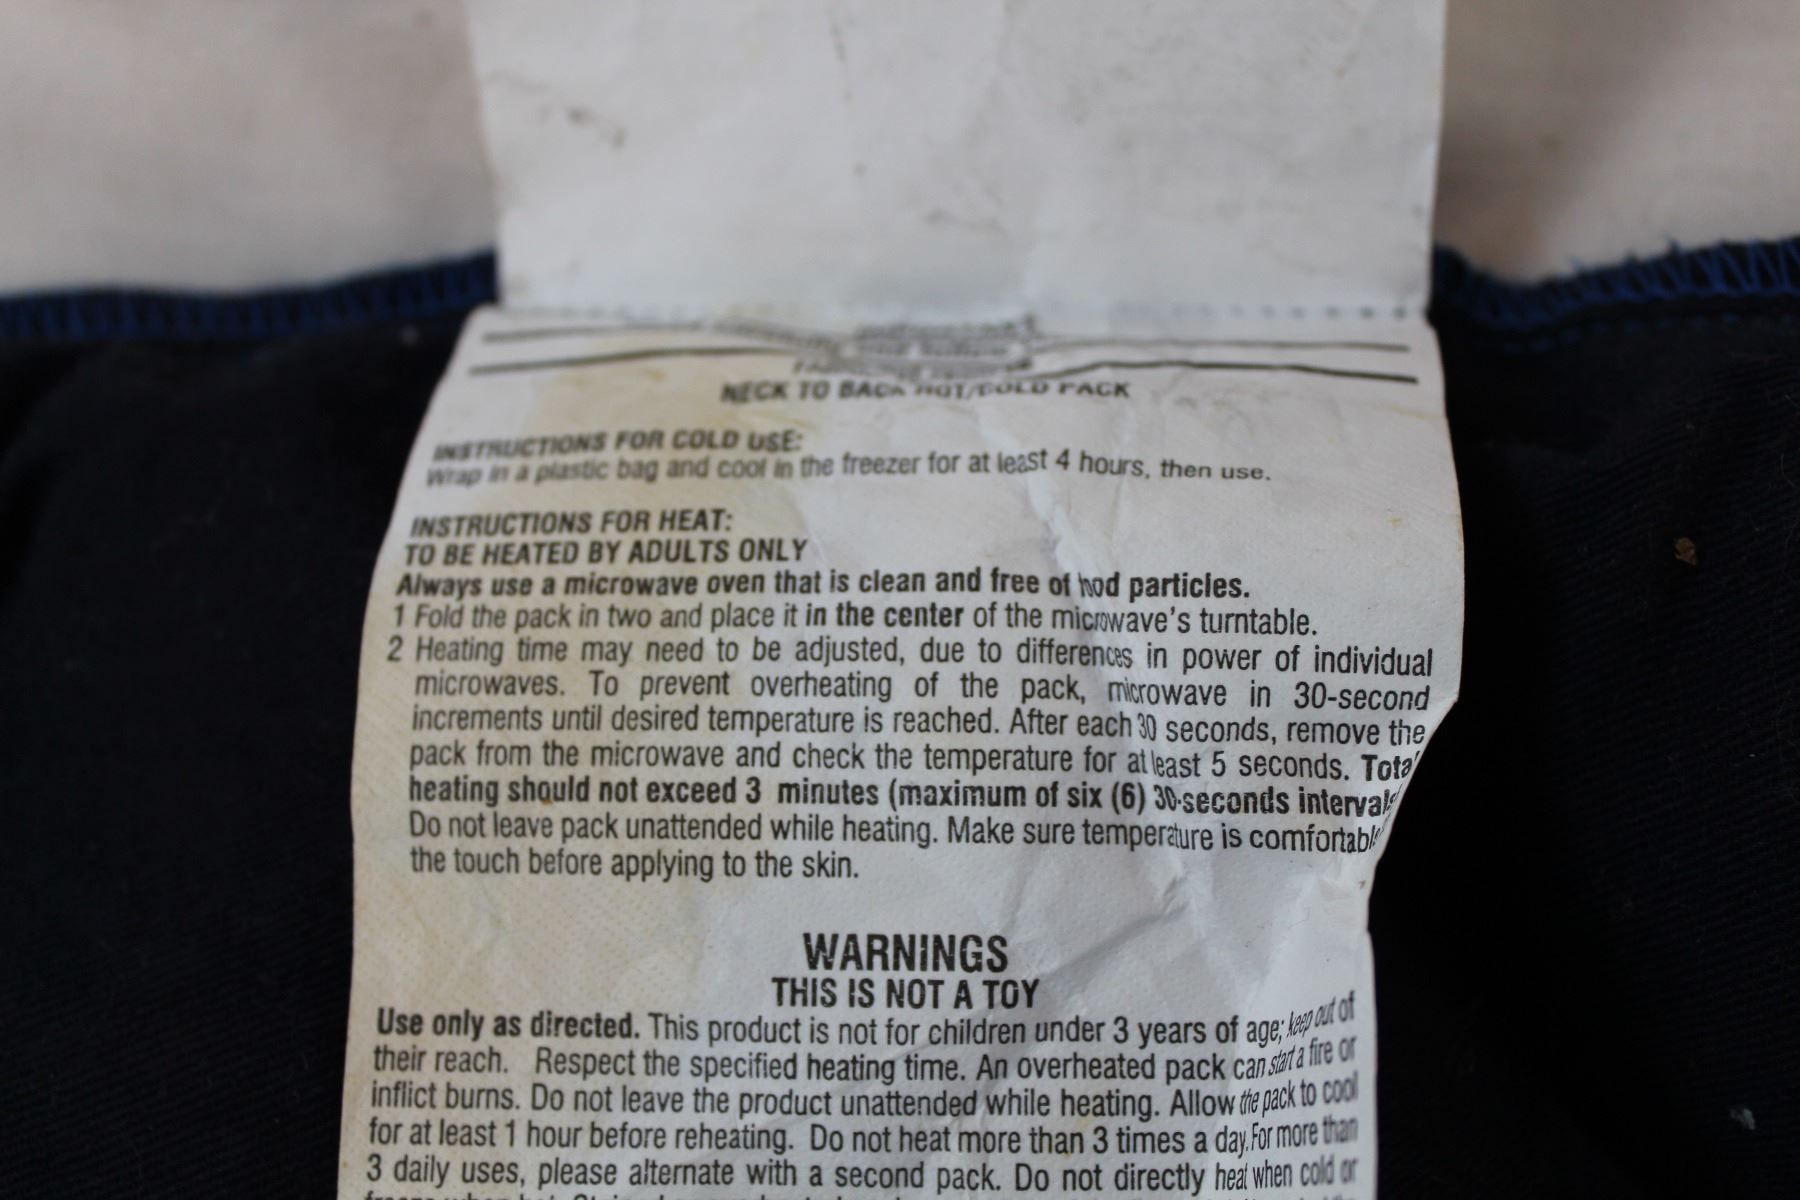 NECK TO BACK HOT/COLD PACK
INSTRUCTIONS FOR COLD USE:
Wrap in a plastic bag and cool in the freezer for at least 4 hours, then use.
INSTRUCTIONS FOR HEAT:
TO BE HEATED BY ADULTS ONLY
Always use a microwave oven that is clean and free of food particles.
1 Fold the pack in two and place it in the center of the microwave's turntable.
2 Heating time may need to be adjusted, due to differences in power of individual
microwaves. To prevent overheating of the pack, microwave in 30-second
increments until desired temperature is reached. After each 30 seconds, remove the
pack from the microwave and check the temperature for at least 5 seconds. Total
heating should not exceed 3 minutes (maximum of six (6) 30-seconds intervals
Do not leave pack unattended while heating. Make sure temperature is comfortable
the touch before applying to the skin.
WARNINGS
THIS IS NOT A TOY
Use only as directed. This product is not for children under 3 years of age; keep out of
their reach. Respect the specified heating time. An overheated pack can start a fire or
inflict burns. Do not leave the product unattended while heating. Allow the pack to cool
for at least 1 hour before reheating. Do not heat more than 3 times a day. For more than
3 daily uses, please alternate with a second pack. Do not directly heat when cold or